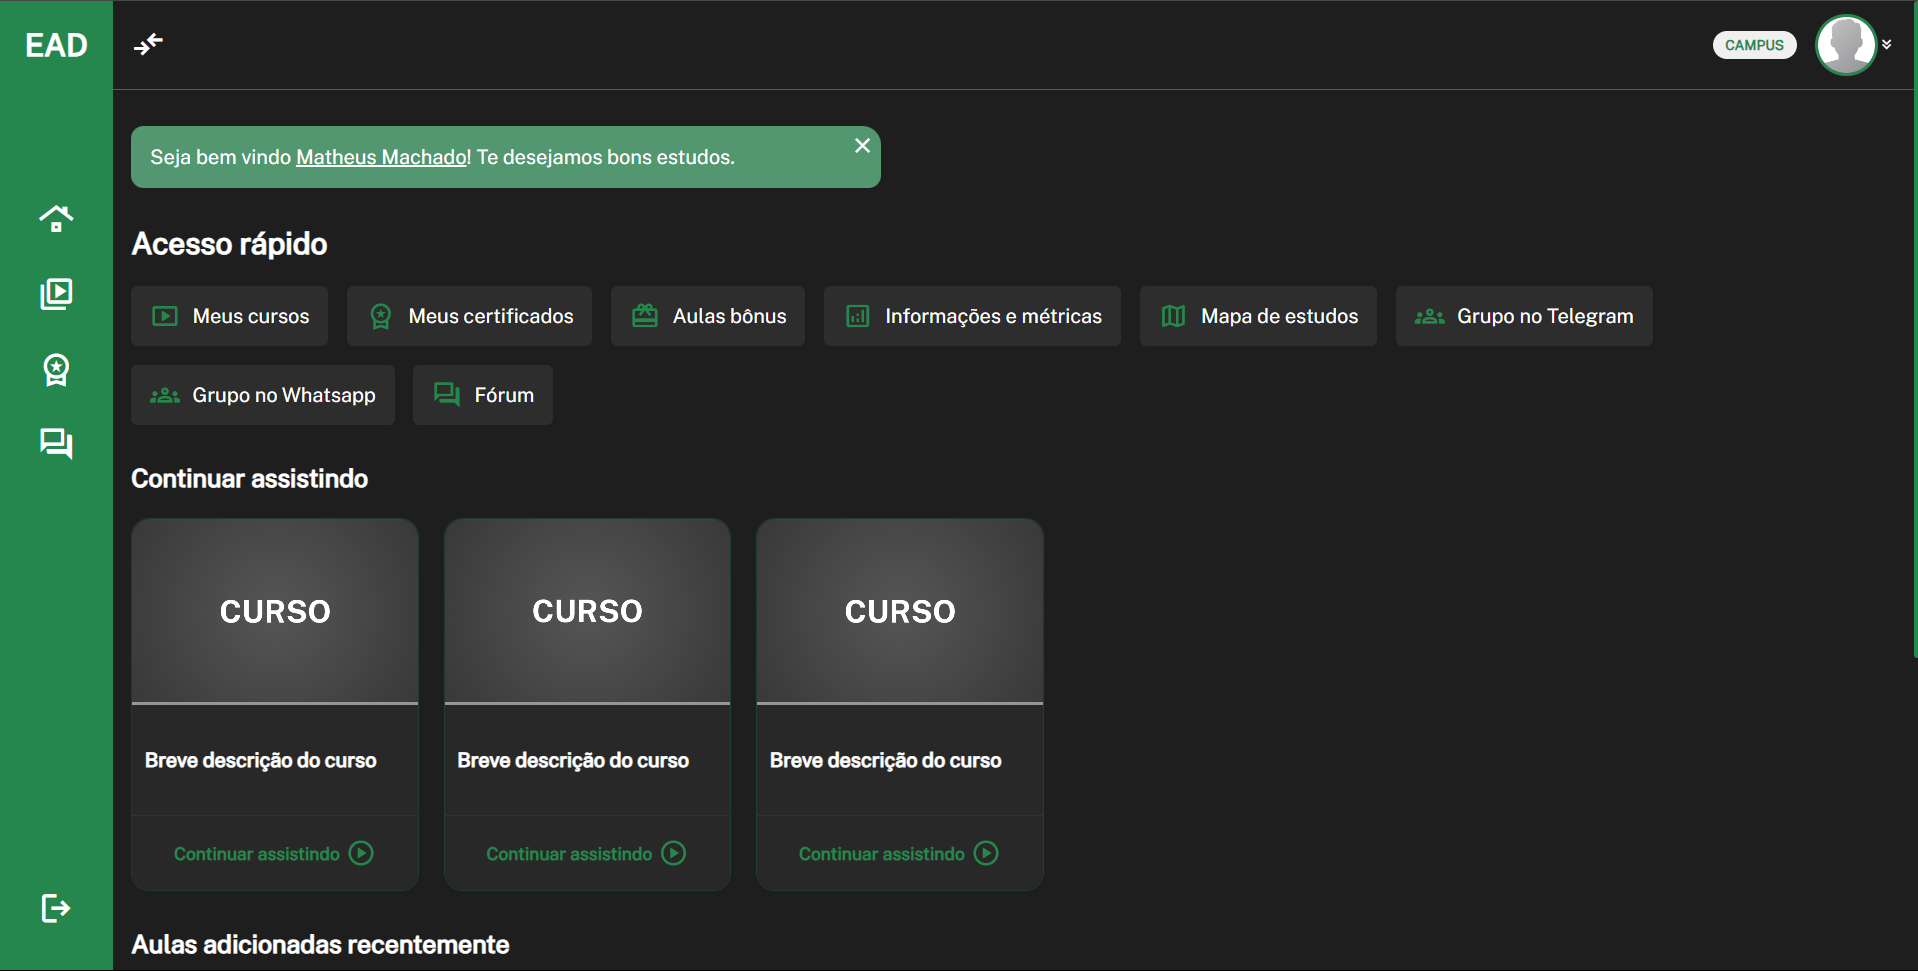 EAD
CAMPUS
Seja bem vindo Matheus Machado! Te desejamos bons estudos.
Acesso rápido
Meus cursos
Meus certificados
Aulas bônus
Informações e métricas
Mapa de estudos
Grupo no Telegram
Grupo no Whatsapp
Fórum
Continuar assistindo
CURSO
CURSO
CURSO
Breve descrição do curso
Breve descrição do curso
Breve descrição do curso
Continuar assistindo
Continuar assistindo
Continuar assistindo
Aulas adicionadas recentemente